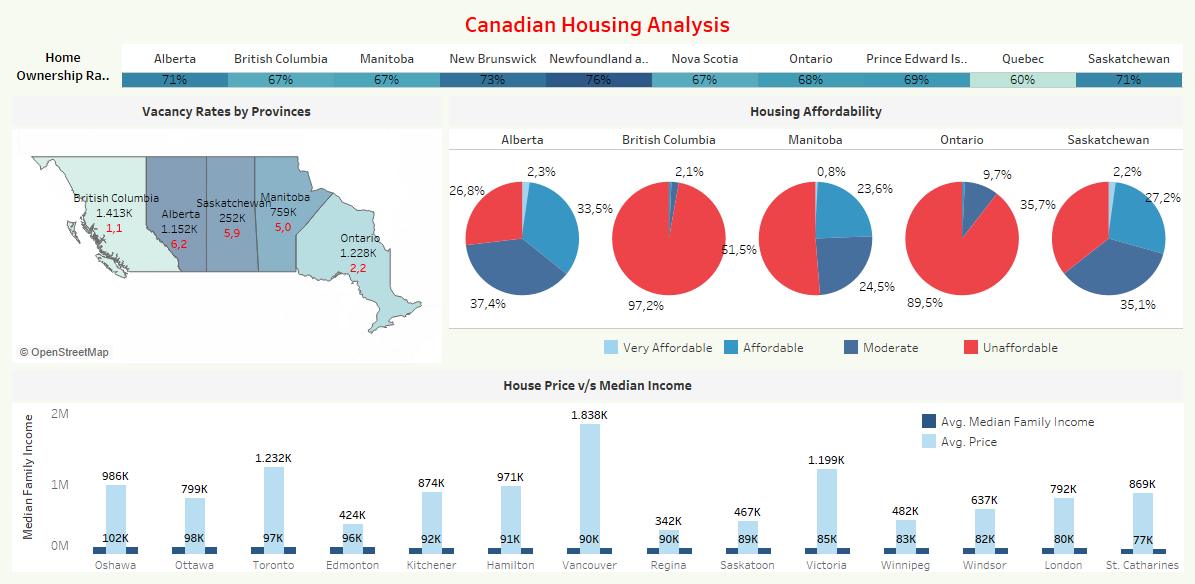 Canadian Housing Analysis
Home
Ownership Ra..
Alberta British Columbia Manitoba New Brunswick Newfoundland a.. Nova Scotia Ontario Prince Edward Is.. Quebec Saskatchewan
71% 67% 67% 73% 76% 67% 68% 69% 60% 71%
Vacancy Rates by Provinces
British Columbia
1.413K
1,1
Alberta
1.152K
6,2
Saskatchewan
252K
5,9
Manitoba
759K
5,0
Ontario
1.228K
2,2
© OpenStreetMap
Housing Affordability
Alberta British Columbia Manitoba Ontario Saskatchewan
2,3%
26,8%
33,5%
37,4%
2,1%
97,2%
0,8%
23,6%
51,5%
24,5%
9,7%
89,5%
2,2%
35,7%
27,2%
35,1%
Very Affordable Affordable Moderate Unaffordable
House Price v/s Median Income
Median Family Income
2M
1M
0M
Avg. Median Family Income
Avg. Price
986K 799K 1.232K 424K 874K 971K 1.838K 342K 467K 1.199K 482K 637K 792K 869K
102K 98K 97K 96K 92K 91K 90K 90K 89K 85K 83K 82K 80K 77K
Oshawa Ottawa Toronto Edmonton Kitchener Hamilton Vancouver Regina Saskatoon Victoria Winnipeg Windsor London St. Catharines